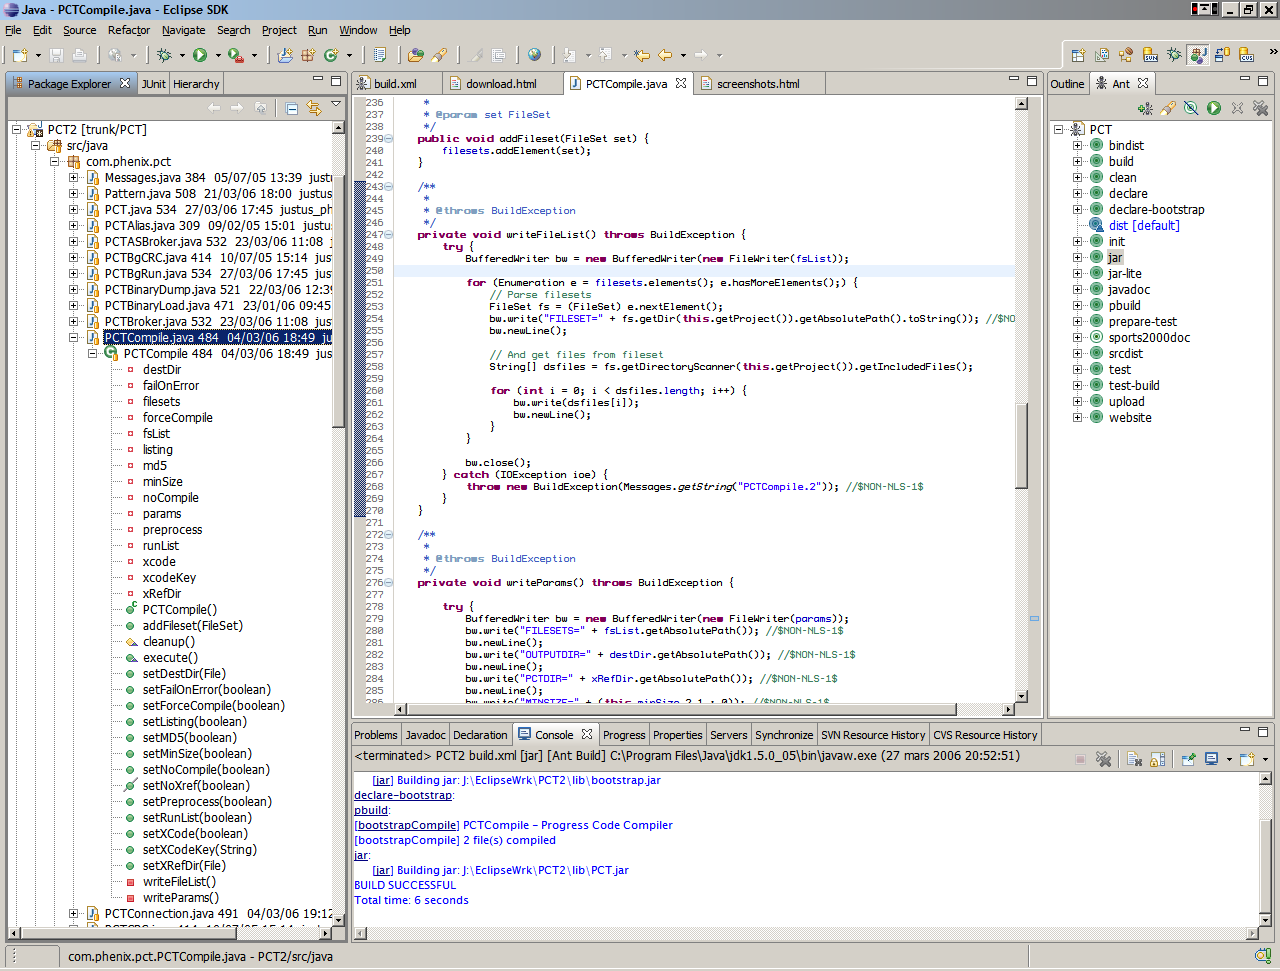 Java - PCTCompile.java - Eclipse SDK
File Edit Source Refactor Navigate Search Project Run Window Help
Package Explorer JUnit Hierarchy
PCT2 [trunk/PCT]
src/java
com.phenix.pct
Messages.java 384 05/07/05 13:39 justu
Pattern.java 508 21/03/06 18:00 justus
PCT.java 534 27/03/06 17:45 justus_ph
PCTAlias.java 309 09/02/05 15:01 justus
PCTASBroker.java 532 23/03/06 11:08 j
PCTBgCRC.java 414 10/07/05 15:14 just
PCTBgRun.java 534 27/03/06 17:45 just
PCTBinaryDump.java 521 22/03/06 12:39
PCTBinaryLoad.java 471 23/01/06 09:45
PCTBroker.java 532 23/03/06 11:08 just
PCTCompile.java 484 04/03/06 18:49 ju
PCTCompile 484 04/03/06 18:49 jus
destDir
failOnError
filesets
forceCompile
fsList
listing
md5
minSize
noCompile
params
preprocess
runList
xcode
xcodeKey
xRefDir
PCTCompile()
addFileset(FileSet)
cleanup()
execute()
setDestDir(File)
setFailOnError(boolean)
setForceCompile(boolean)
setListing(boolean)
setMD5(boolean)
setMinSize(boolean)
setNoCompile(boolean)
setNoXref(boolean)
setPreprocess(boolean)
setRunList(boolean)
setXCode(boolean)
setXCodeKey(String)
setXRefDir(File)
writeFileList()
writeParams()
PCTConnection.java 491 04/03/06 19:12
build.xml download.html PCTCompile.java screenshots.html
236 *
237 * @param set FileSet
238 */
239 public void addFileset(FileSet set) {
240 filesets.addElement(set);
241 }
242
243 /**
244 *
245 * @throws BuildException
246 */
247 private void writeFileList() throws BuildException {
248 try {
249 BufferedWriter bw = new BufferedWriter(new FileWriter(fsList));
250
251 for (Enumeration e = filesets.elements(); e.hasMoreElements();) {
252 // Parse filesets
253 FileSet fs = (FileSet) e.nextElement();
254 bw.write("FILESET=" + fs.getDir(this.getProject()).getAbsolutePath().toString()); //$NO
255 bw.newLine();
256
257 // And get files from fileset
258 String[] dsfiles = fs.getDirectoryScanner(this.getProject()).getIncludedFiles();
259
260 for (int i = 0; i < dsfiles.length; i++) {
261 bw.write(dsfiles[i]);
262 bw.newLine();
263 }
264 }
265
266 bw.close();
267 } catch (IOException ioe) {
268 throw new BuildException(Messages.getString("PCTCompile.2")); //$NON-NLS-1$
269 }
270 }
271
272 /**
273 *
274 * @throws BuildException
275 */
276 private void writeParams() throws BuildException {
277
278 try {
279 BufferedWriter bw = new BufferedWriter(new FileWriter(params));
280 bw.write("FILESETS=" + fsList.getAbsolutePath()); //$NON-NLS-1$
281 bw.newLine();
282 bw.write("OUTPUTDIR=" + destDir.getAbsolutePath()); //$NON-NLS-1$
283 bw.newLine();
284 bw.write("PCTDIR=" + xRefDir.getAbsolutePath()); //$NON-NLS-1$
285 bw.newLine();
286 bw.write("MINSIZE=" + (this.minSize ? 1 : 0)); //$NON-NLS-1$
Outline Ant
PCT
bindist
build
clean
declare
declare-bootstrap
dist [default]
init
jar
jar-lite
javadoc
pbuild
prepare-test
sports2000doc
srcdist
test
test-build
upload
website
Problems Javadoc Declaration Console Progress Properties Servers Synchronize SVN Resource History CVS Resource History
<terminated> PCT2 build.xml [jar] [Ant Build] C:\Program Files\Java\jdk1.5.0_05\bin\javaw.exe (27 mars 2006 20:52:51)
[jar] Building jar: J:\EclipseWrk\PCT2\lib\bootstrap.jar
declare-bootstrap:
pbuild:
[bootstrapCompile] PCTCompile - Progress Code Compiler
[bootstrapCompile] 2 file(s) compiled
jar:
[jar] Building jar: J:\EclipseWrk\PCT2\lib\PCT.jar
BUILD SUCCESSFUL
Total time: 6 seconds
com.phenix.pct.PCTCompile.java - PCT2/src/java